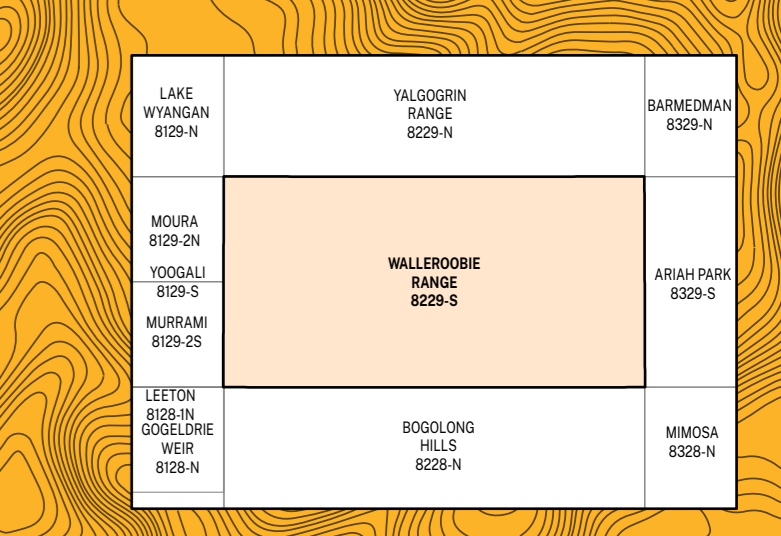 LAKE
WYANGAN
8129-N
YALGOGRIN
RANGE
8229-N
BARMEDMAN
8329-N
MOURA
8129-2N
YOOGALI
8129-S
MURRAMI
8129-2S
WALLEROOBIE
RANGE
8229-S
ARIAH PARK
8329-S
LEETON
8128-1N
GOGELDRIE
WEIR
8128-N
BOGOLONG
HILLS
8228-N
MIMOSA
8328-N